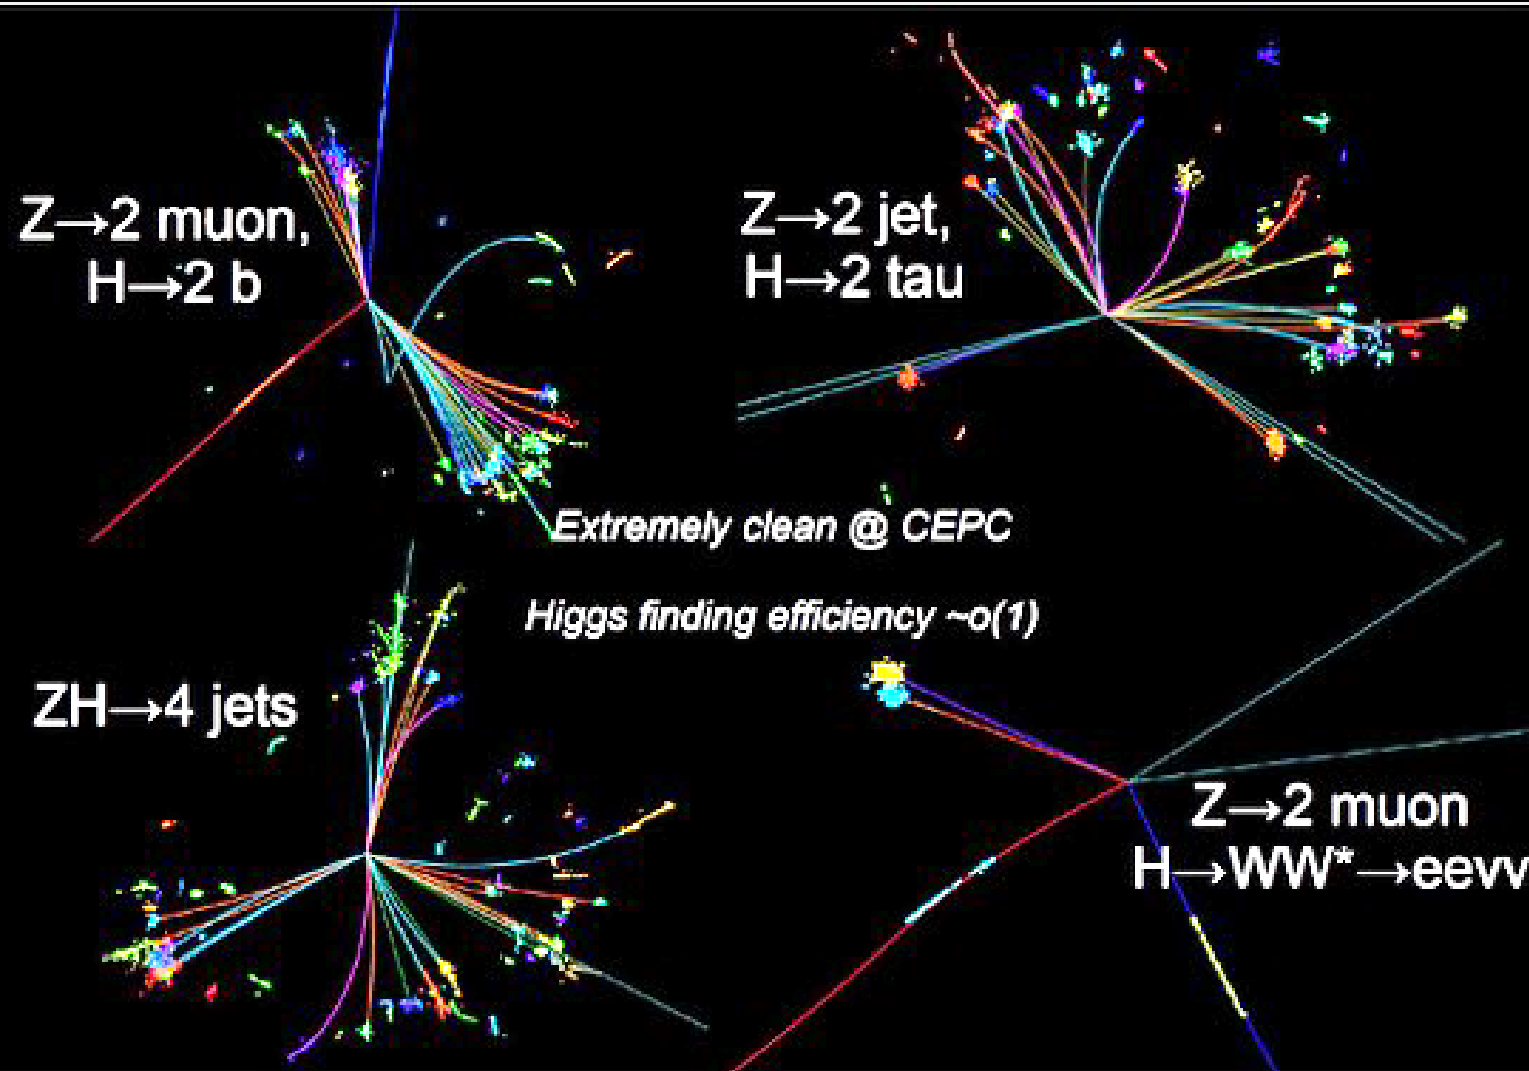 Z→2 muon,
H→2 b
Z→2 jet,
H→2 tau
Extremely clean @ CEPC
Higgs finding efficiency ~o(1)
ZH→4 jets
Z→2 muon
H→WW*→eevv